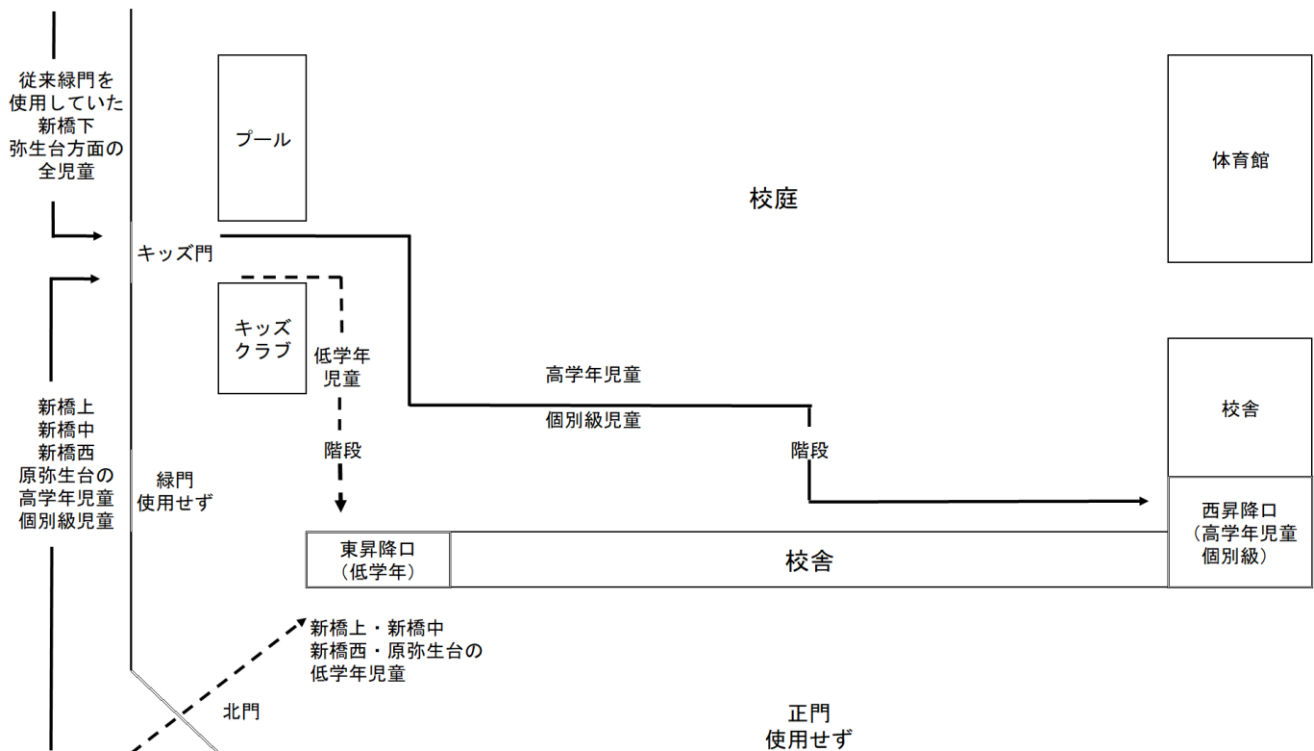 従来緑門を
使用していた
新橋下
弥生台方面の
全児童
プール
校庭
体育館
キッズ門
キッズ
クラブ
低学年
児童
階段
高学年児童
個別級児童
階段
校舎
新橋上
新橋中
新橋西
原弥生台の
高学年児童
個別級児童
緑門
使用せず
西昇降口
（高学年児童
個別級）
東昇降口
（低学年）
校舎
新橋上・新橋中
新橋西・原弥生台の
低学年児童
北門
正門
使用せず